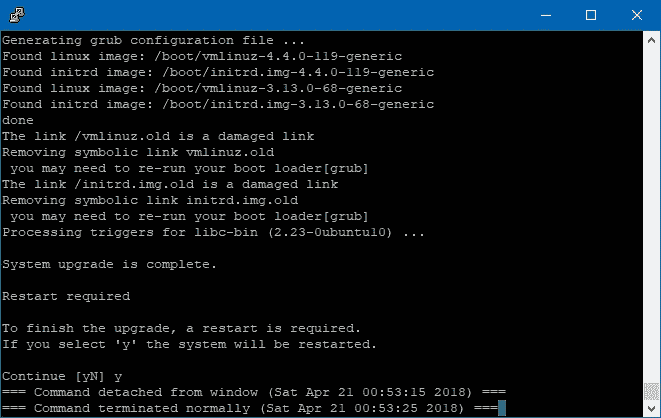 Generating grub configuration file ...
Found linux image: /boot/vmlinuz-4.4.0-119-generic
Found initrd image: /boot/initrd.img-4.4.0-119-generic
Found linux image: /boot/vmlinuz-3.13.0-68-generic
Found initrd image: /boot/initrd.img-3.13.0-68-generic
done
The link /vmlinuz.old is a damaged link
Removing symbolic link vmlinuz.old
 you may need to re-run your boot loader[grub]
The link /initrd.img.old is a damaged link
Removing symbolic link initrd.img.old
 you may need to re-run your boot loader[grub]
Processing triggers for libc-bin (2.23-0ubuntu10) ...
System upgrade is complete.
Restart required
To finish the upgrade, a restart is required.
If you select 'y' the system will be restarted.
Continue [yN] y
=== Command detached from window (Sat Apr 21 00:53:15 2018) ===
=== Command terminated normally (Sat Apr 21 00:53:25 2018) ===